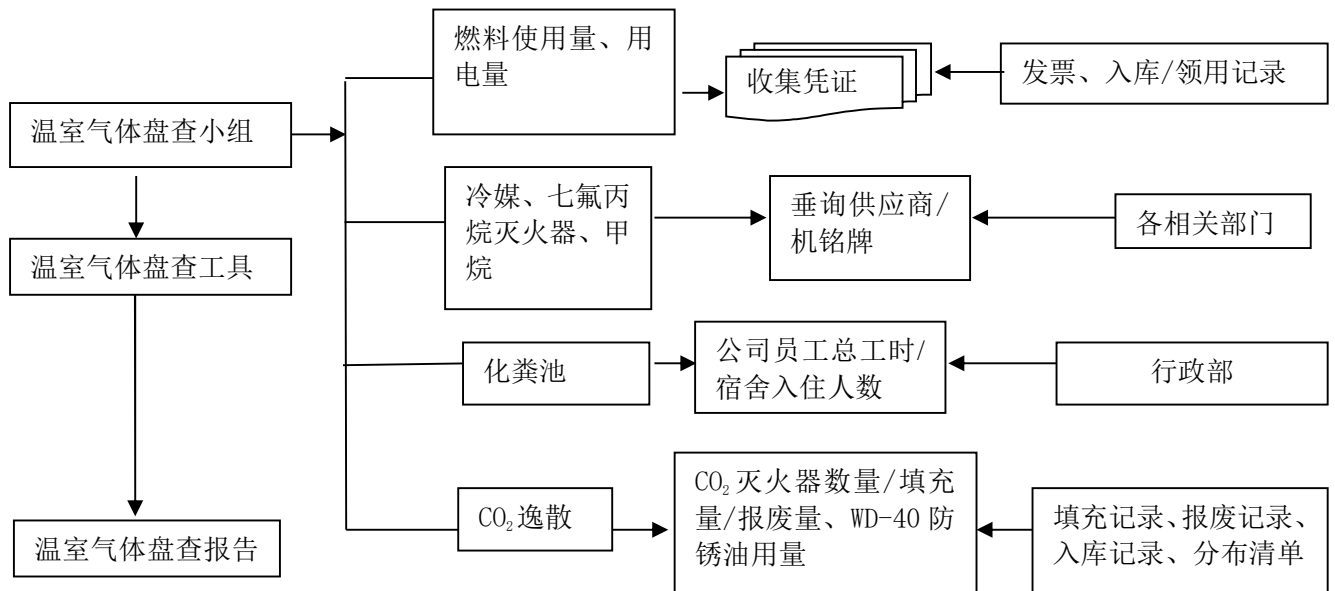 燃料使用量、用
电量
收集凭证
发票、入库/领用记录
温室气体盘查小组
冷媒、七氟丙
烷灭火器、甲
烷
垂询供应商/
机铭牌
各相关部门
温室气体盘查工具
化粪池
公司员工总工时/
宿舍入住人数
行政部
CO₂逸散
CO₂灭火器数量/填充
量/报废量、WD-40 防
锈油用量
填充记录、报废记录、
入库记录、分布清单
温室气体盘查报告